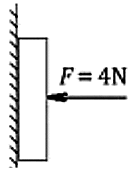 F = 4N